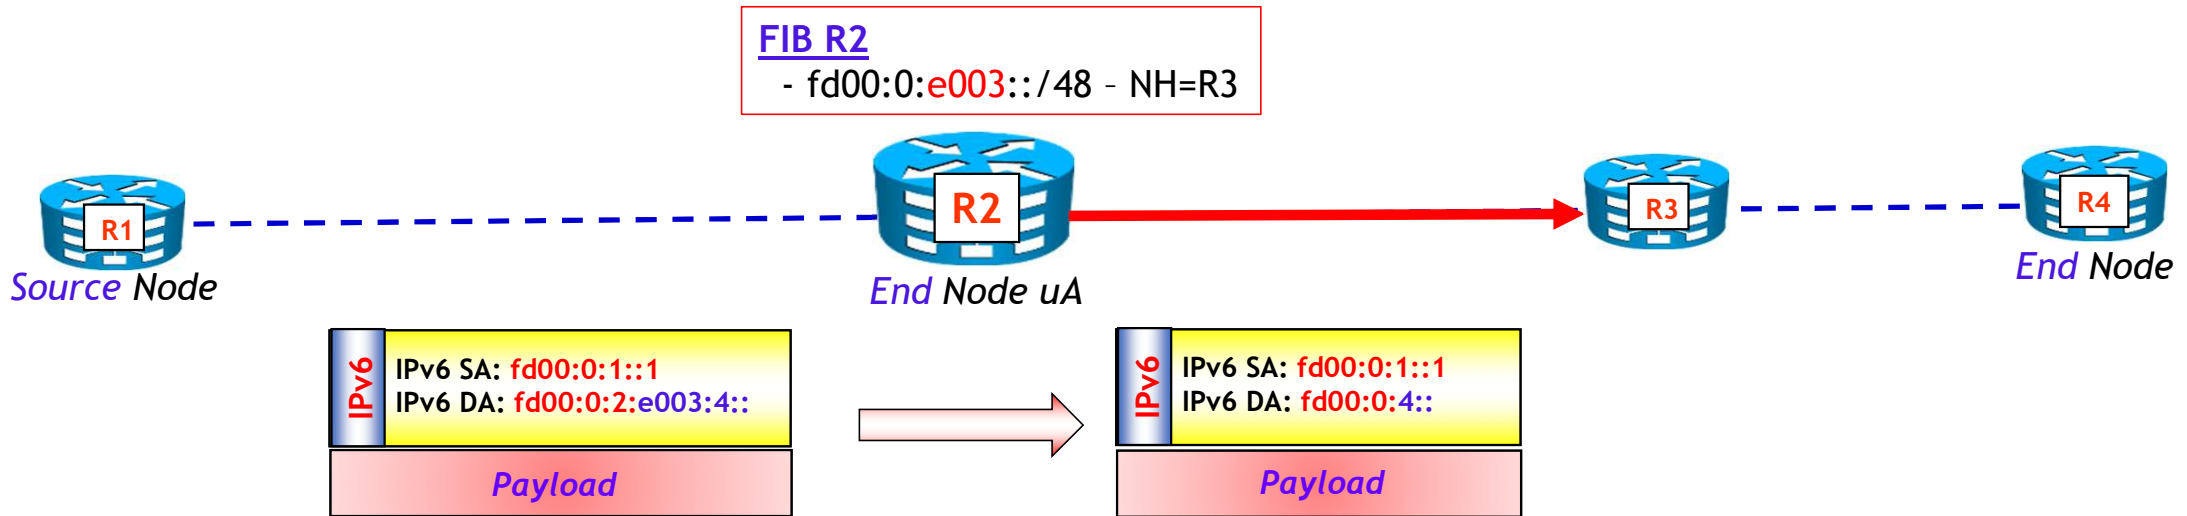 FIB R2
- fd00:0:e003::/48 – NH=R3
R1
R2
R3
R4
Source Node
End Node uA
End Node
IPv6
IPv6 SA: fd00:0:1::1
IPv6 DA: fd00:0:2:e003:4::
Payload
IPv6
IPv6 SA: fd00:0:1::1
IPv6 DA: fd00:0:4::
Payload